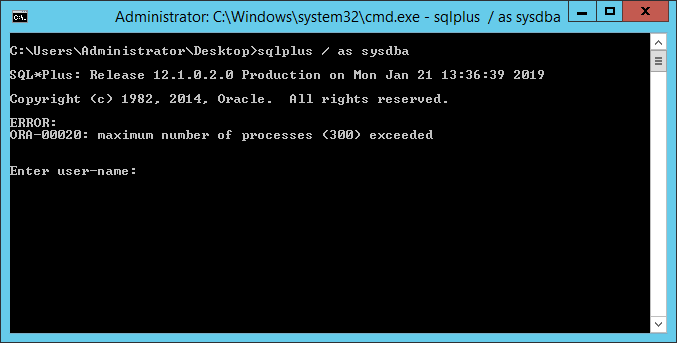 Administrator: C:\Windows\system32\cmd.exe - sqlplus  / as sysdba
C:\Users\Administrator\Desktop>sqlplus / as sysdba
SQL*Plus: Release 12.1.0.2.0 Production on Mon Jan 21 13:36:39 2019
Copyright (c) 1982, 2014, Oracle.  All rights reserved.
ERROR:
ORA-00020: maximum number of processes (300) exceeded
Enter user-name: